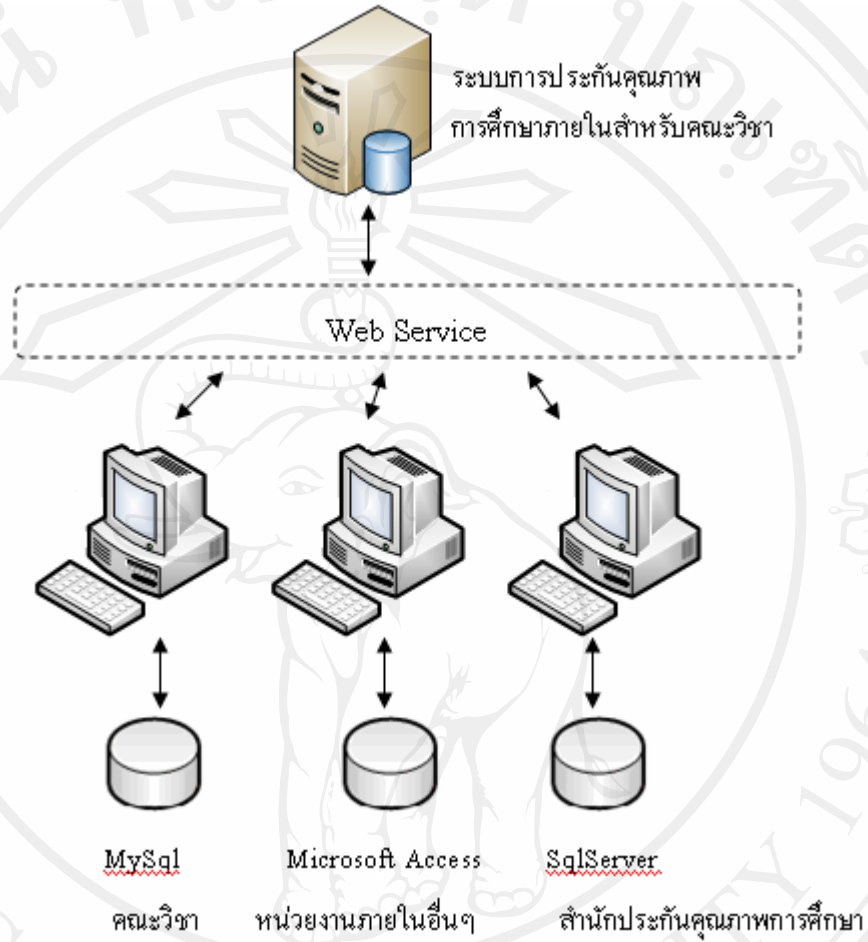 ระบบการประกันคุณภาพ
การศึกษาภายในสำหรับคณะวิชา
Web Service
MySql
Microsoft Access
SqlServer
คณะวิชา
หน่วยงานภายในอื่นๆ
สำนักประกันคุณภาพการศึกษา